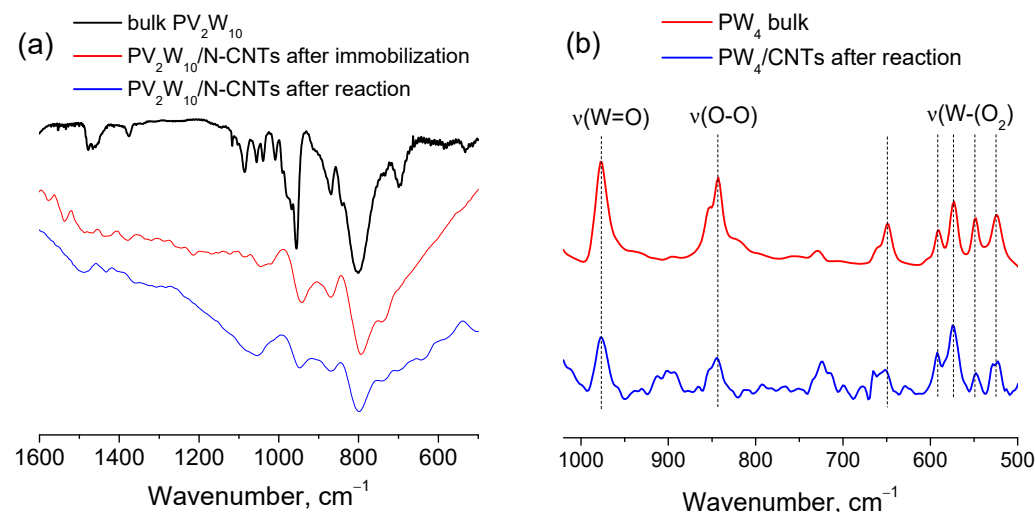 (a)
bulk PV₂W₁₀
PV₂W₁₀/N-CNTs after immobilization
PV₂W₁₀/N-CNTs after reaction
1600 1400 1200 1000 800 600
Wavenumber, cm⁻¹
(b)
PW₄ bulk
PW₄/CNTs after reaction
ν(W=O) ν(O-O) ν(W-(O₂)
1000 900 800 700 600 500
Wavenumber, cm⁻¹